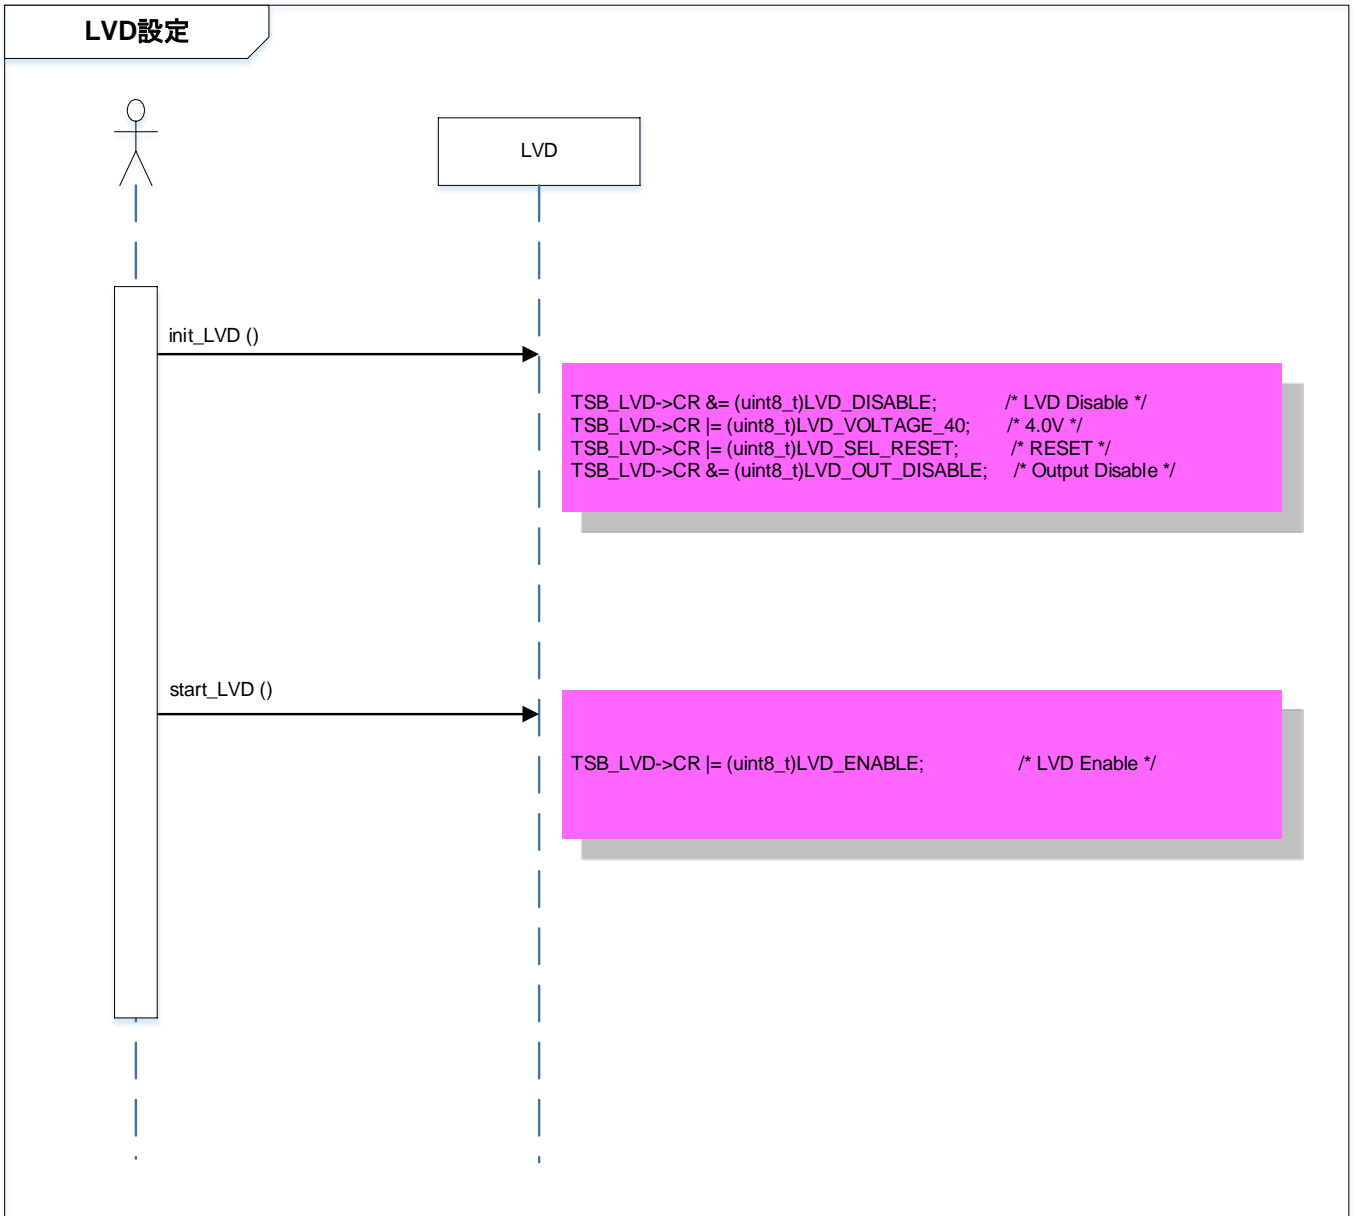 LVD設定
LVD
init_LVD ()
TSB_LVD->CR &= (uint8_t)LVD_DISABLE; /* LVD Disable */
TSB_LVD->CR |= (uint8_t)LVD_VOLTAGE_40; /* 4.0V */
TSB_LVD->CR |= (uint8_t)LVD_SEL_RESET; /* RESET */
TSB_LVD->CR &= (uint8_t)LVD_OUT_DISABLE; /* Output Disable */
start_LVD ()
TSB_LVD->CR |= (uint8_t)LVD_ENABLE; /* LVD Enable */